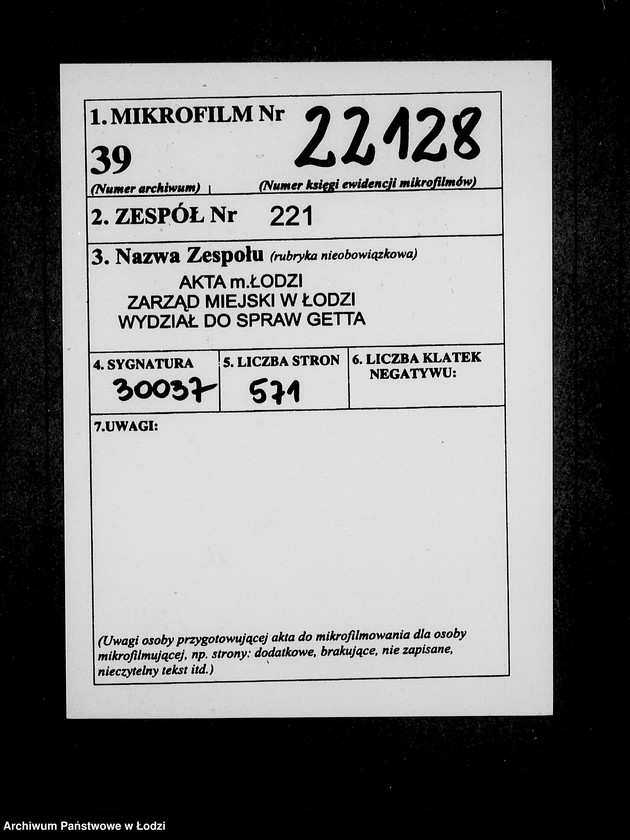 1. MIKROFILM Nr 22128
39
(Numer archiwum) (Numer księgi ewidencji mikrofilmów)
2. ZESPÓŁ Nr 221
3. Nazwa Zespołu (rubryka nieobowiązkowa)
AKTA m.ŁODZI
ZARZĄD MIEJSKI W ŁODZI
WYDZIAŁ DO SPRAW GETTA
4. SYGNATURA 5. LICZBA STRON 6. LICZBA KLATEK
NEGATYWU:
30037 571
7.UWAGI:
(Uwagi osoby przygotowującej akta do mikrofilmowania dla osoby
mikrofilmującej, np. strony: dodatkowe, brakujące, nie zapisane,
nieczytelny tekst itd.)
Archiwum Państwowe w Łodzi